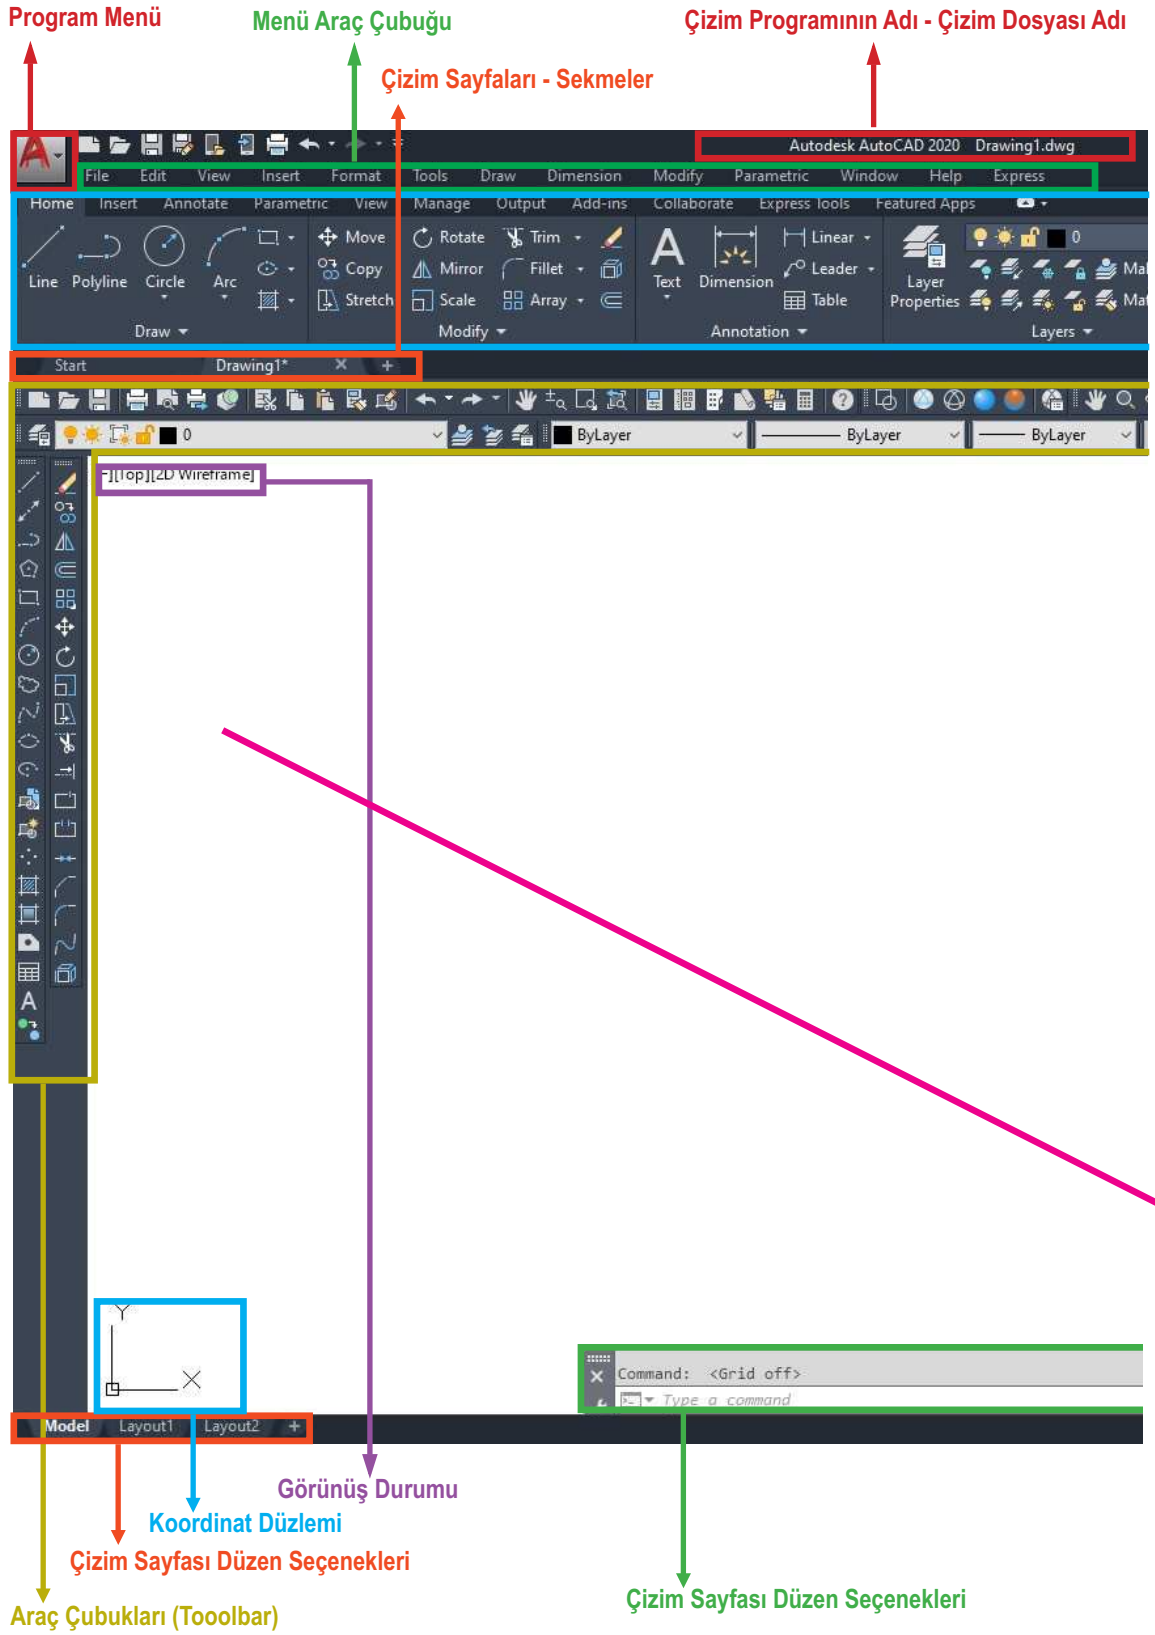 Program Menü
Menü Araç Çubuğu
Çizim Programının Adı - Çizim Dosyası Adı
Çizim Sayfaları - Sekmeler
Autodesk AutoCAD 2020 Drawing1.dwg
File Edit View Insert Format Tools Draw Dimension Modify Parametric Window Help Express
Home Insert Annotate Parametric View Manage Output Add-ins Collaborate Express Tools Featured Apps
Move Rotate Trim Linear 0
Line Polyline Circle Arc Copy Mirror Fillet Text Dimension Leader Layer Properties
Stretch Scale Array Table
Draw Modify Annotation Layers
Start Drawing1* +
0 ByLayer ByLayer ByLayer
][Top][2D Wireframe]
A
Y
X
Command: <Grid off>
Type a command
Model Layout1 Layout2 +
Görünüş Durumu
Koordinat Düzlemi
Çizim Sayfası Düzen Seçenekleri
Çizim Sayfası Düzen Seçenekleri
Araç Çubukları (Tooolbar)